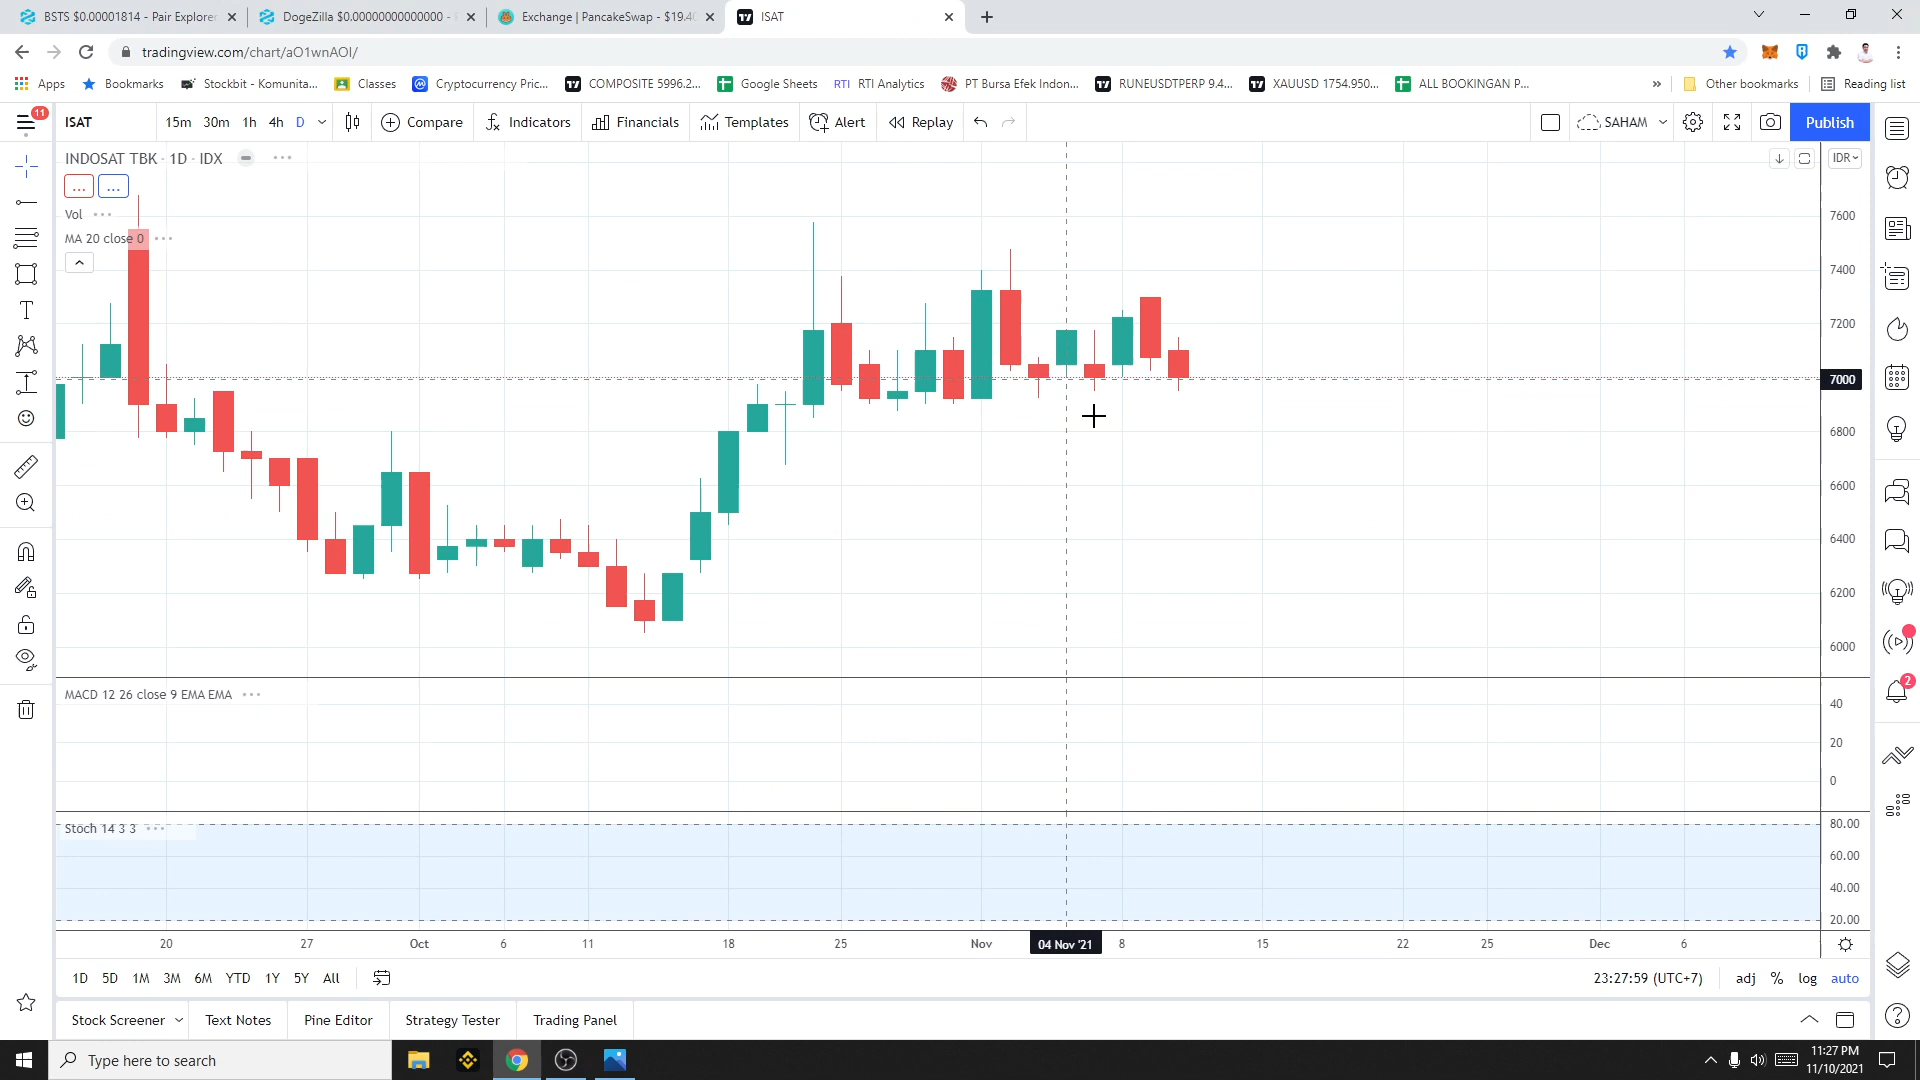 BSTS $0.00001814 - Pair Explorer
DogeZilla $0.00000000000000 -
Exchange | PancakeSwap - $19.40
ISAT
tradingview.com/chart/aO1wnAOl/
Apps
Bookmarks
Stockbit - Komunita...
Classes
Cryptocurrency Pric...
COMPOSITE 5996.2...
Google Sheets
RTI RTI Analytics
PT Bursa Efek Indon...
RUNEUSDTPERP 9.4...
XAUUSD 1754.950...
ALL BOOKINGAN P...
»
Other bookmarks
Reading list
11
ISAT
15m 30m 1h 4h D
Compare
Indicators
Financials
Templates
Alert
Replay
SAHAM
Publish
INDOSAT TBK · 1D · IDX
IDR
... ...
Vol
MA 20 close 0
7600
7400
7200
7000
6800
6600
6400
6200
6000
MACD 12 26 close 9 EMA EMA
40
20
0
Stoch 14 3 3
80.00
60.00
40.00
20.00
2
20 27 Oct 6 11 18 25 Nov 04 Nov '21 8 15 22 25 Dec 6
1D 5D 1M 3M 6M YTD 1Y 5Y All
23:27:59 (UTC+7)
adj % log auto
Stock Screener
Text Notes
Pine Editor
Strategy Tester
Trading Panel
Type here to search
11:27 PM
11/10/2021